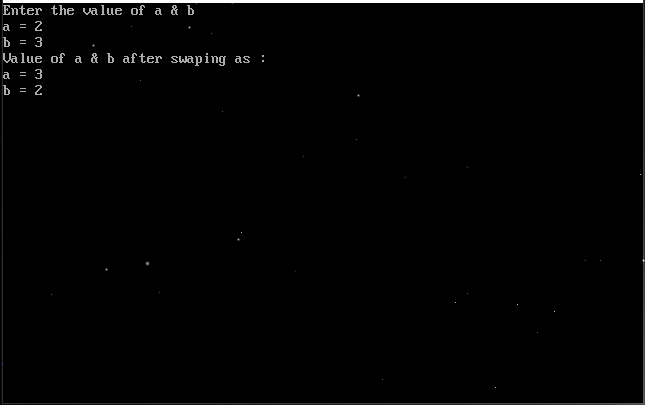 Enter the value of a & b
a = 2
b = 3
Value of a & b after swaping as :
a = 3
b = 2